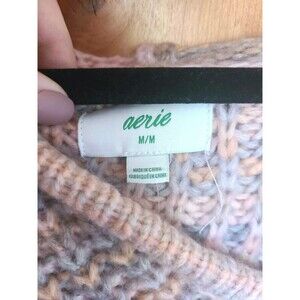 aerie
M/M
MADE IN CHINA
FABRIQUÉ EN CHINE